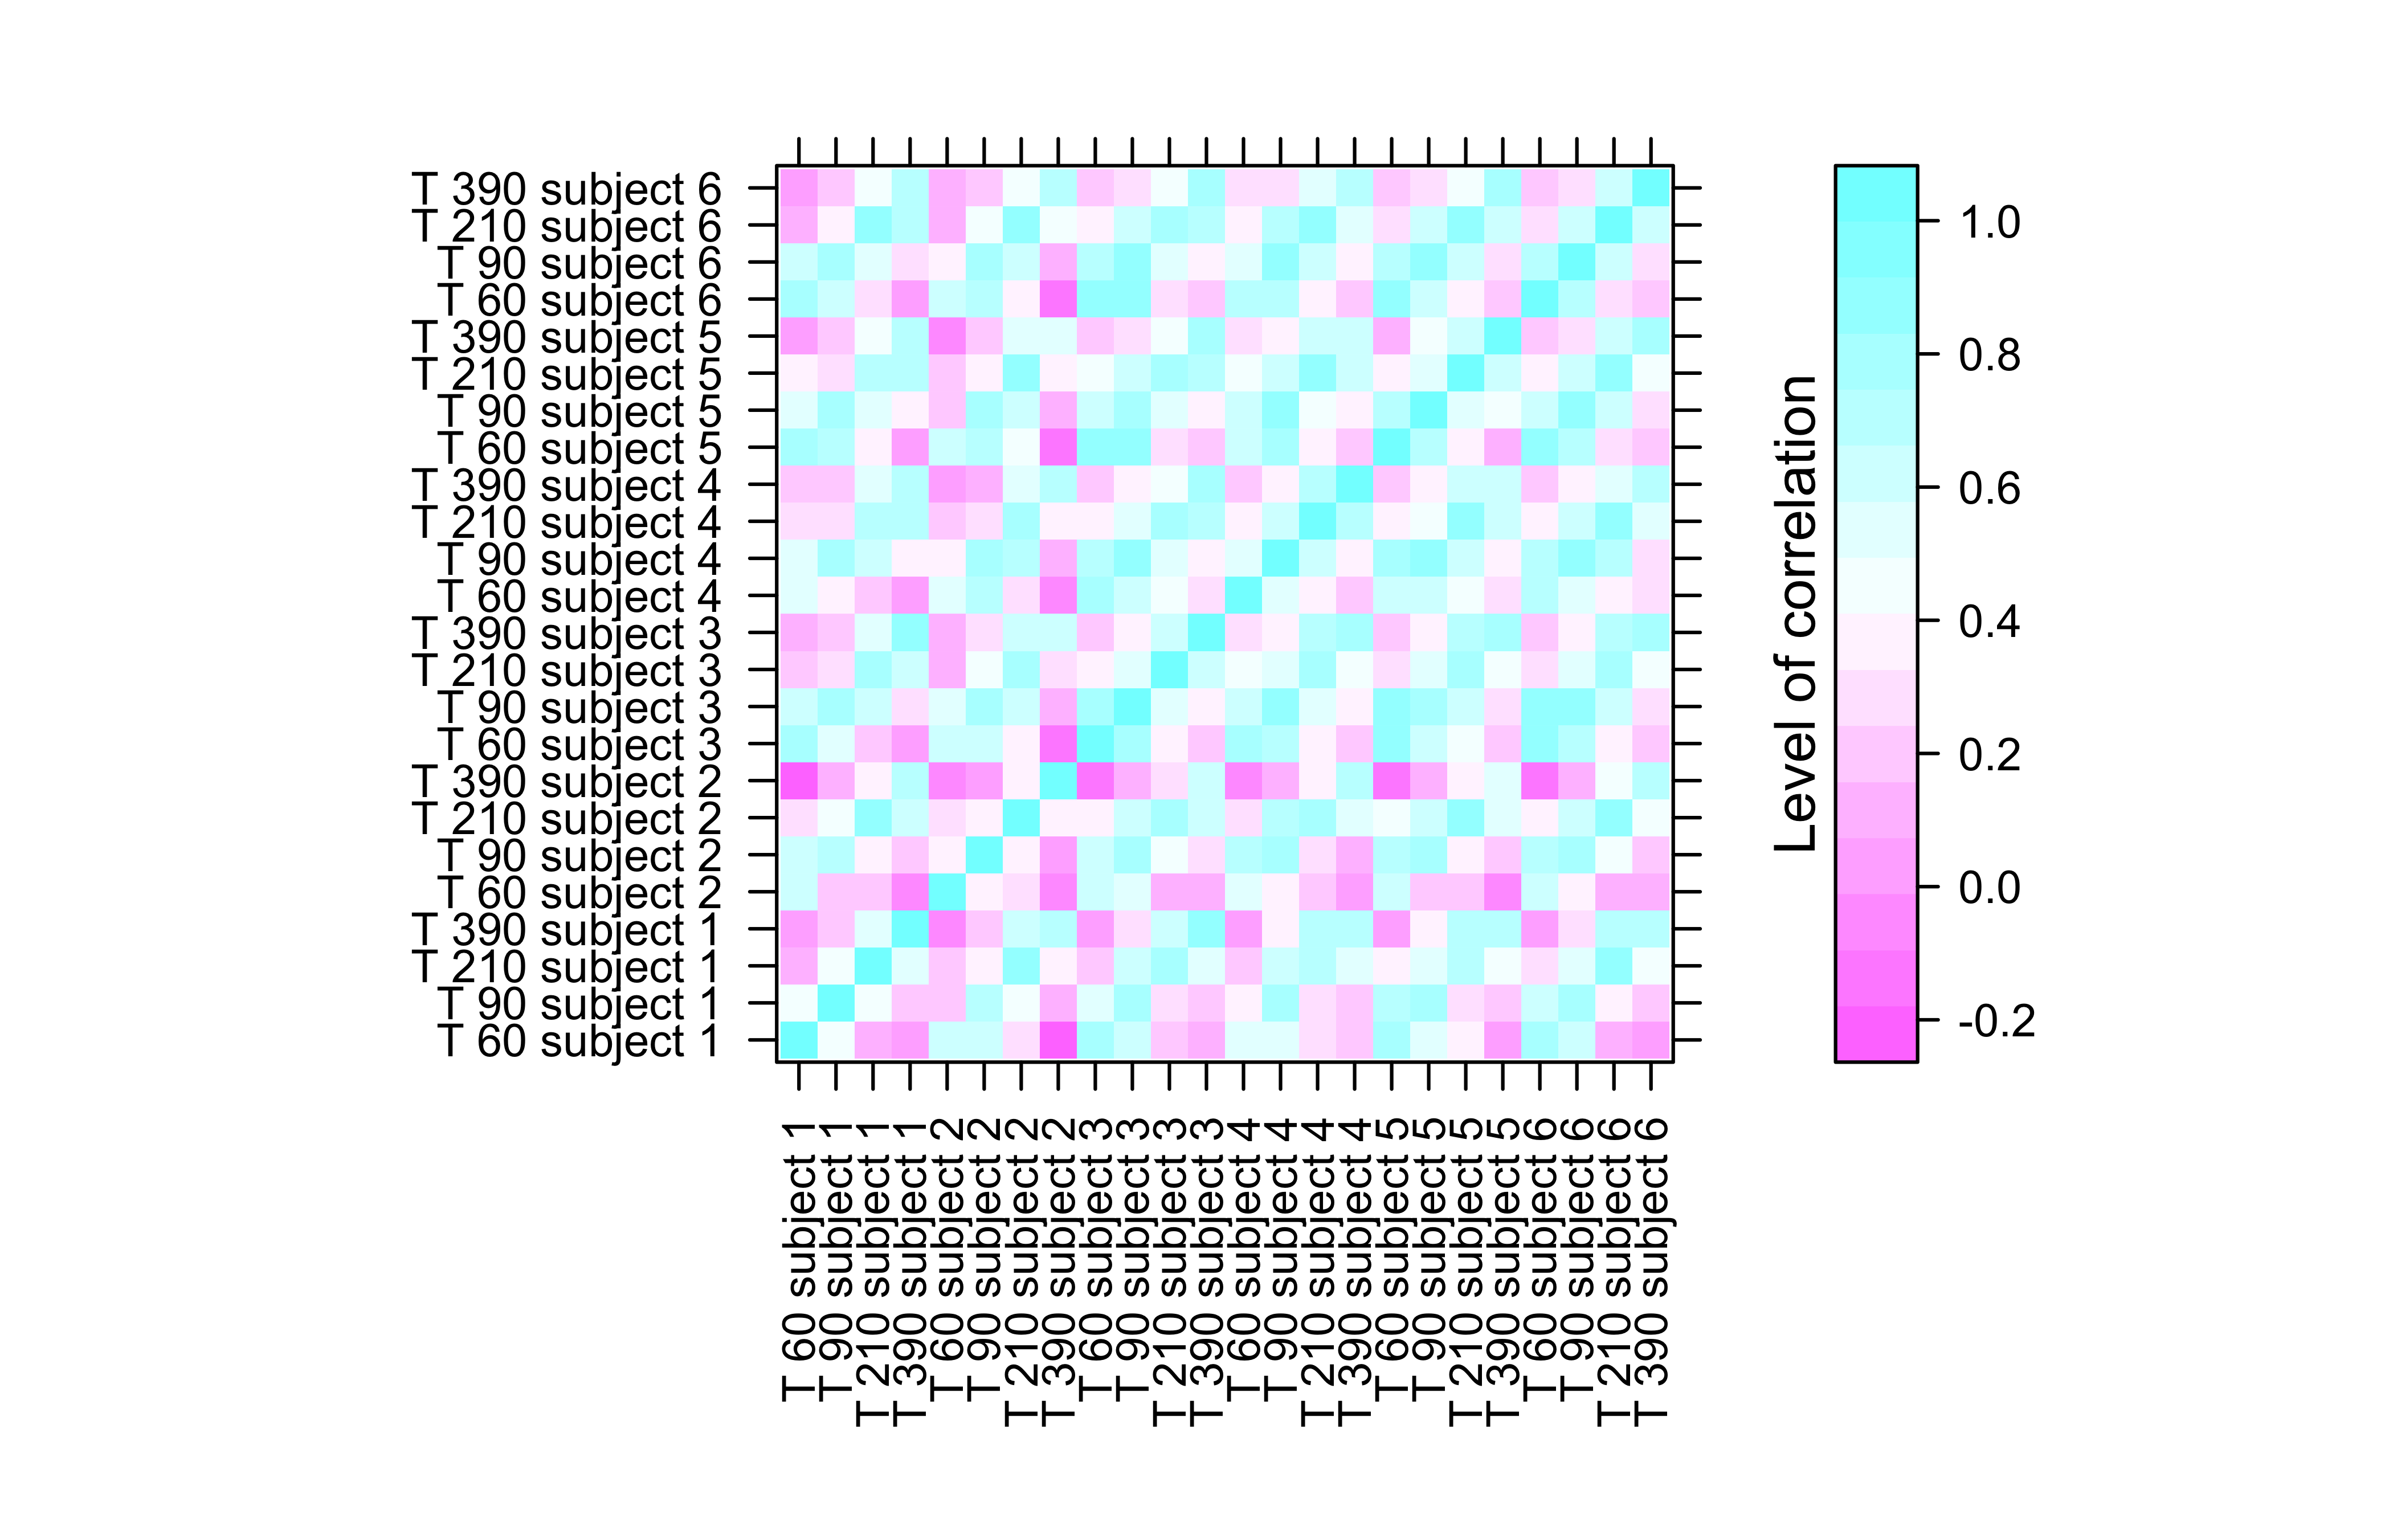 T 390 subject 6
T 210 subject 6
T 90 subject 6
T 60 subject 6
T 390 subject 5
T 210 subject 5
T 90 subject 5
T 60 subject 5
T 390 subject 4
T 210 subject 4
T 90 subject 4
T 60 subject 4
T 390 subject 3
T 210 subject 3
T 90 subject 3
T 60 subject 3
T 390 subject 2
T 210 subject 2
T 90 subject 2
T 60 subject 2
T 390 subject 1
T 210 subject 1
T 90 subject 1
T 60 subject 1
T 60 subject 1
T 90 subject 1
T 210 subject 1
T 390 subject 1
T 60 subject 2
T 90 subject 2
T 210 subject 2
T 390 subject 2
T 60 subject 3
T 90 subject 3
T 210 subject 3
T 390 subject 3
T 60 subject 4
T 90 subject 4
T 210 subject 4
T 390 subject 4
T 60 subject 5
T 90 subject 5
T 210 subject 5
T 390 subject 5
T 60 subject 6
T 90 subject 6
T 210 subject 6
T 390 subject 6
Level of correlation
1.0
0.8
0.6
0.4
0.2
0.0
-0.2